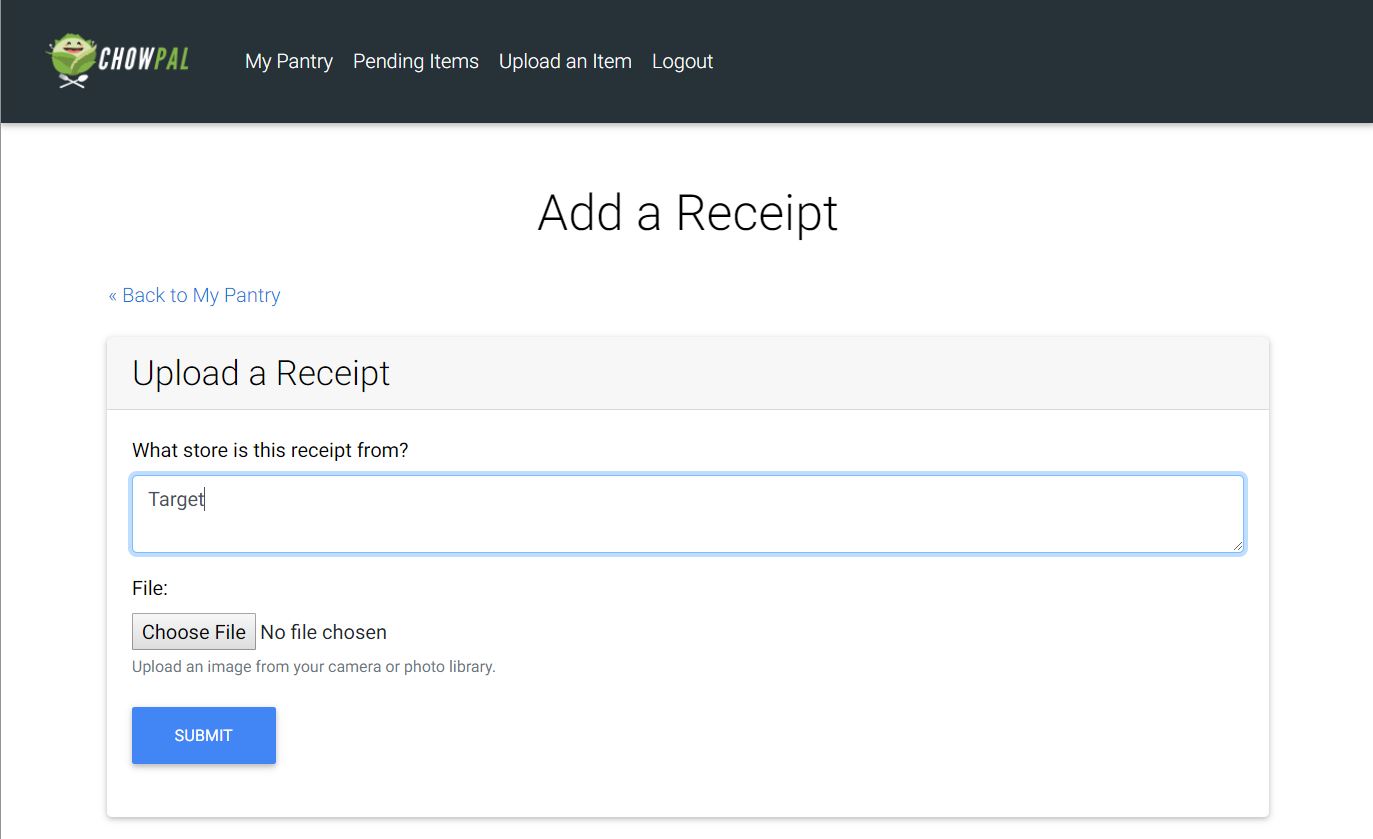 CHOWPAL My Pantry Pending Items Upload an Item Logout
Add a Receipt
« Back to My Pantry
Upload a Receipt
What store is this receipt from?
Target
File:
Choose File No file chosen
Upload an image from your camera or photo library.
SUBMIT